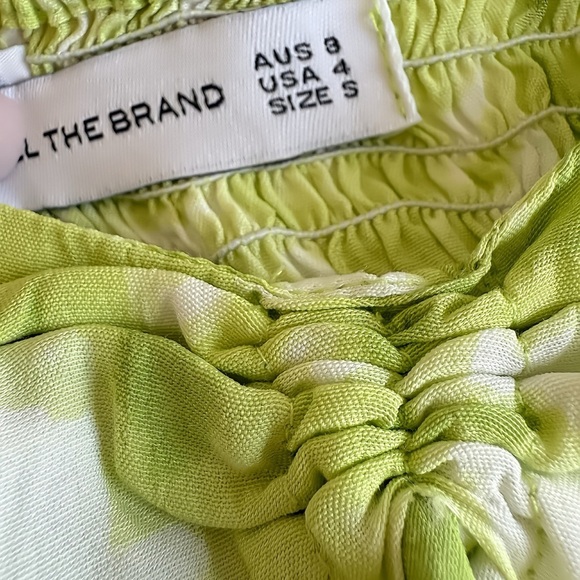 THE BRAND
AUS 8
USA 4
SIZE S